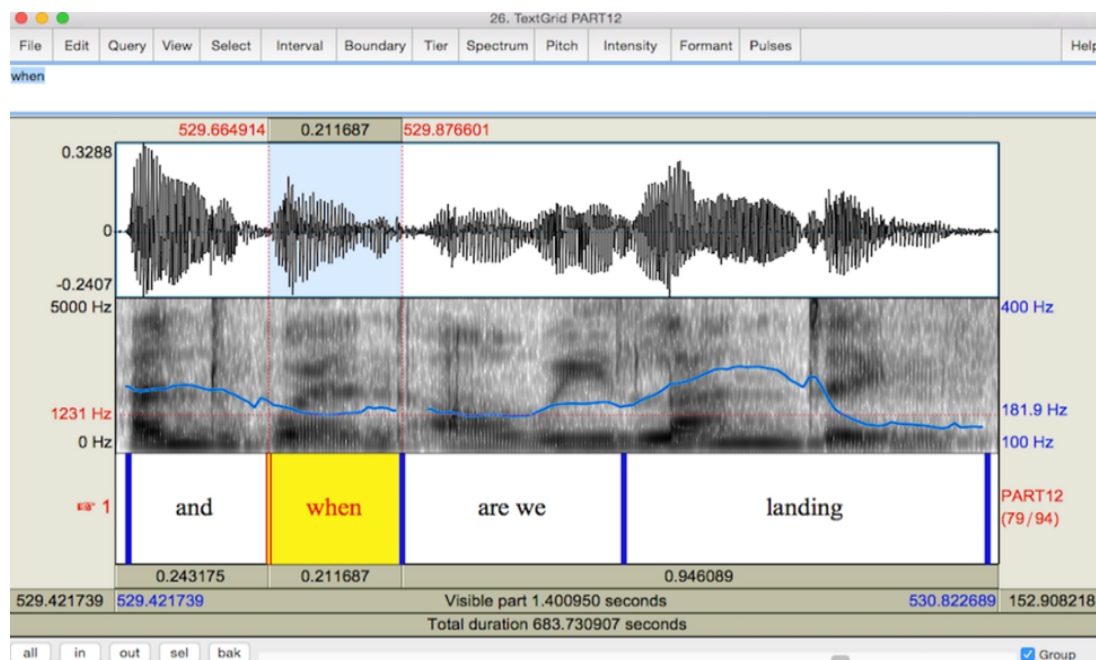 26. TextGrid PART12
File Edit Query View Select Interval Boundary Tier Spectrum Pitch Intensity Formant Pulses Help
when
529.664914 0.211687 529.876601
0.3288
0
-0.2407
5000 Hz 400 Hz
1231 Hz 181.9 Hz
0 Hz 100 Hz
☞ 1 and when are we landing PART12
(79/94)
0.243175 0.211687 0.946089
529.421739 529.421739 Visible part 1.400950 seconds 530.822689 152.908218
Total duration 683.730907 seconds
all in out sel bak Group